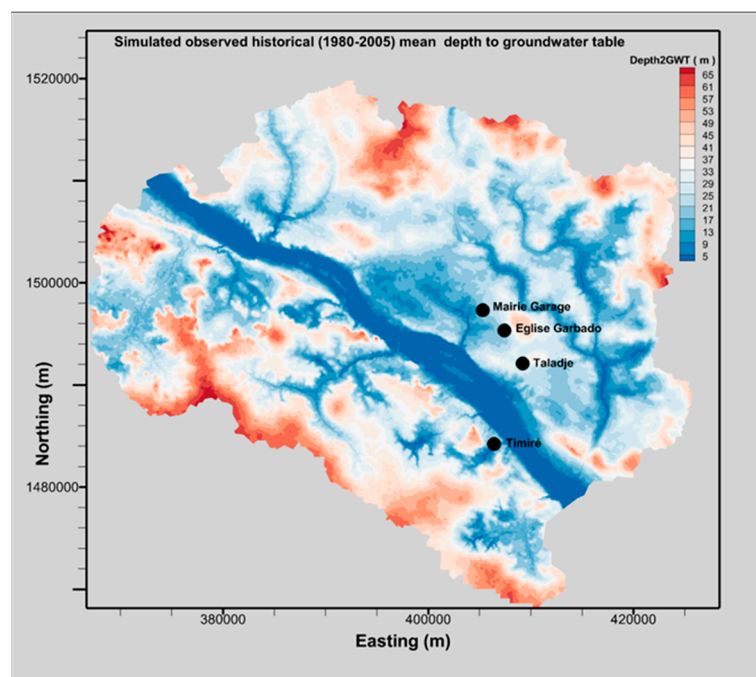 Simulated observed historical (1980-2005) mean depth to groundwater table
Depth2GWT ( m )
65
61
57
53
49
45
41
37
33
29
25
21
17
13
9
5
1520000
1500000
1480000
Northing (m)
Mairie Garage
Eglise Garbado
Taladje
Timiré
380000
400000
420000
Easting (m)